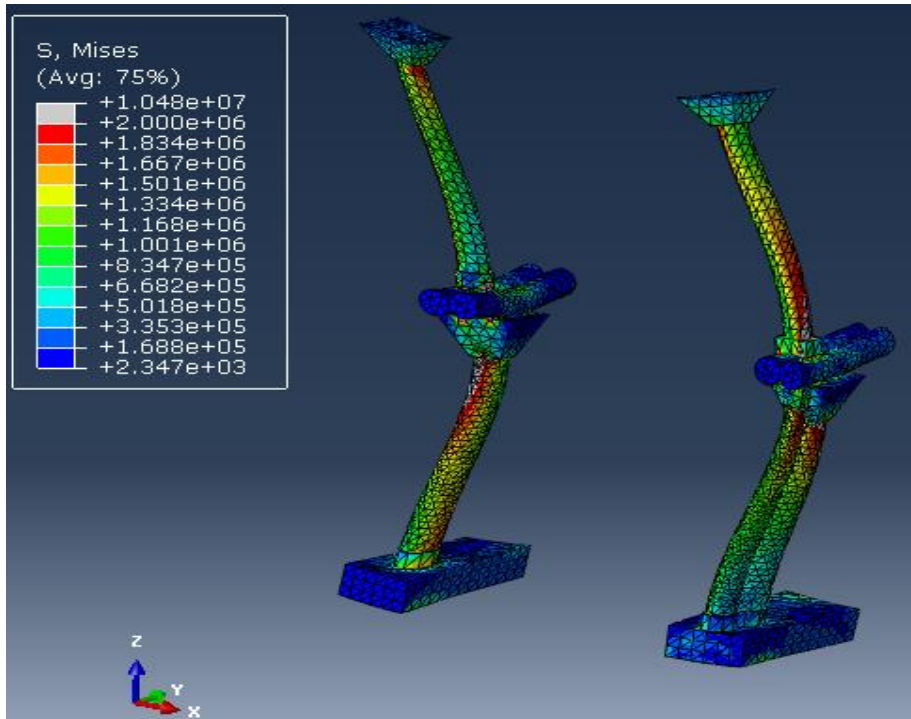 S, Mises
(Avg: 75%)
+1.048e+07
+2.000e+06
+1.834e+06
+1.667e+06
+1.501e+06
+1.334e+06
+1.168e+06
+1.001e+06
+8.347e+05
+6.682e+05
+5.018e+05
+3.353e+05
+1.688e+05
+2.347e+03
Z
Y
X